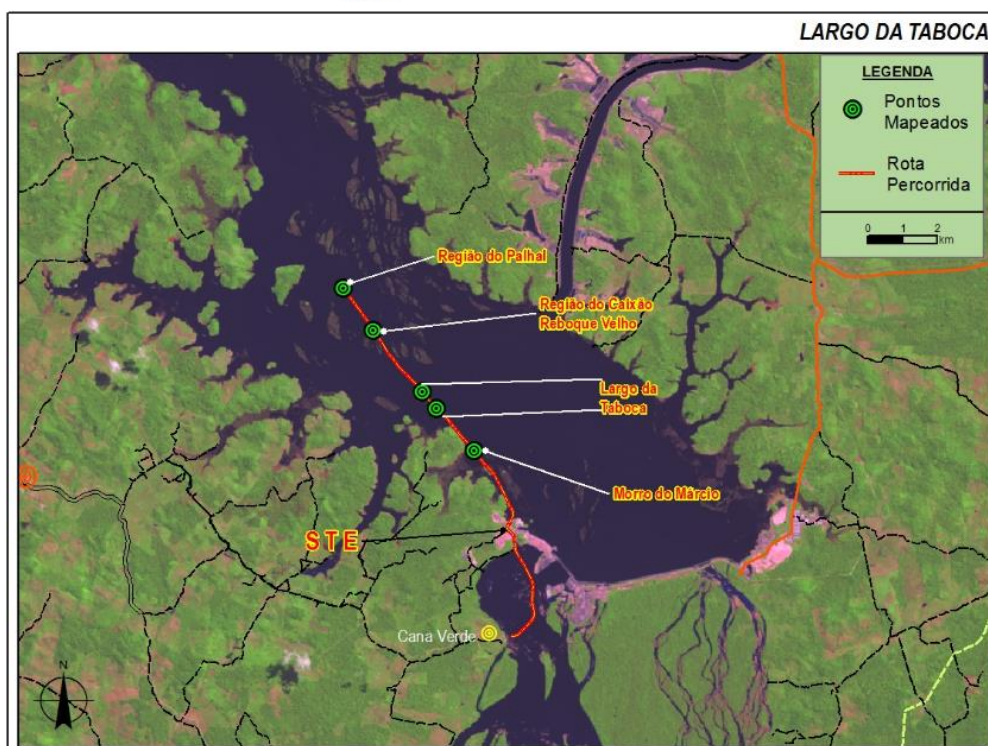 LARGO DA TABOCA
LEGENDA
Pontos
Mapeados
Rota
Percorrida
0 1 2
km
Região do Palhal
Região do Caixão
Reboque Velho
Largo da
Taboca
Morro do Márcio
STE
Cana Verde
N